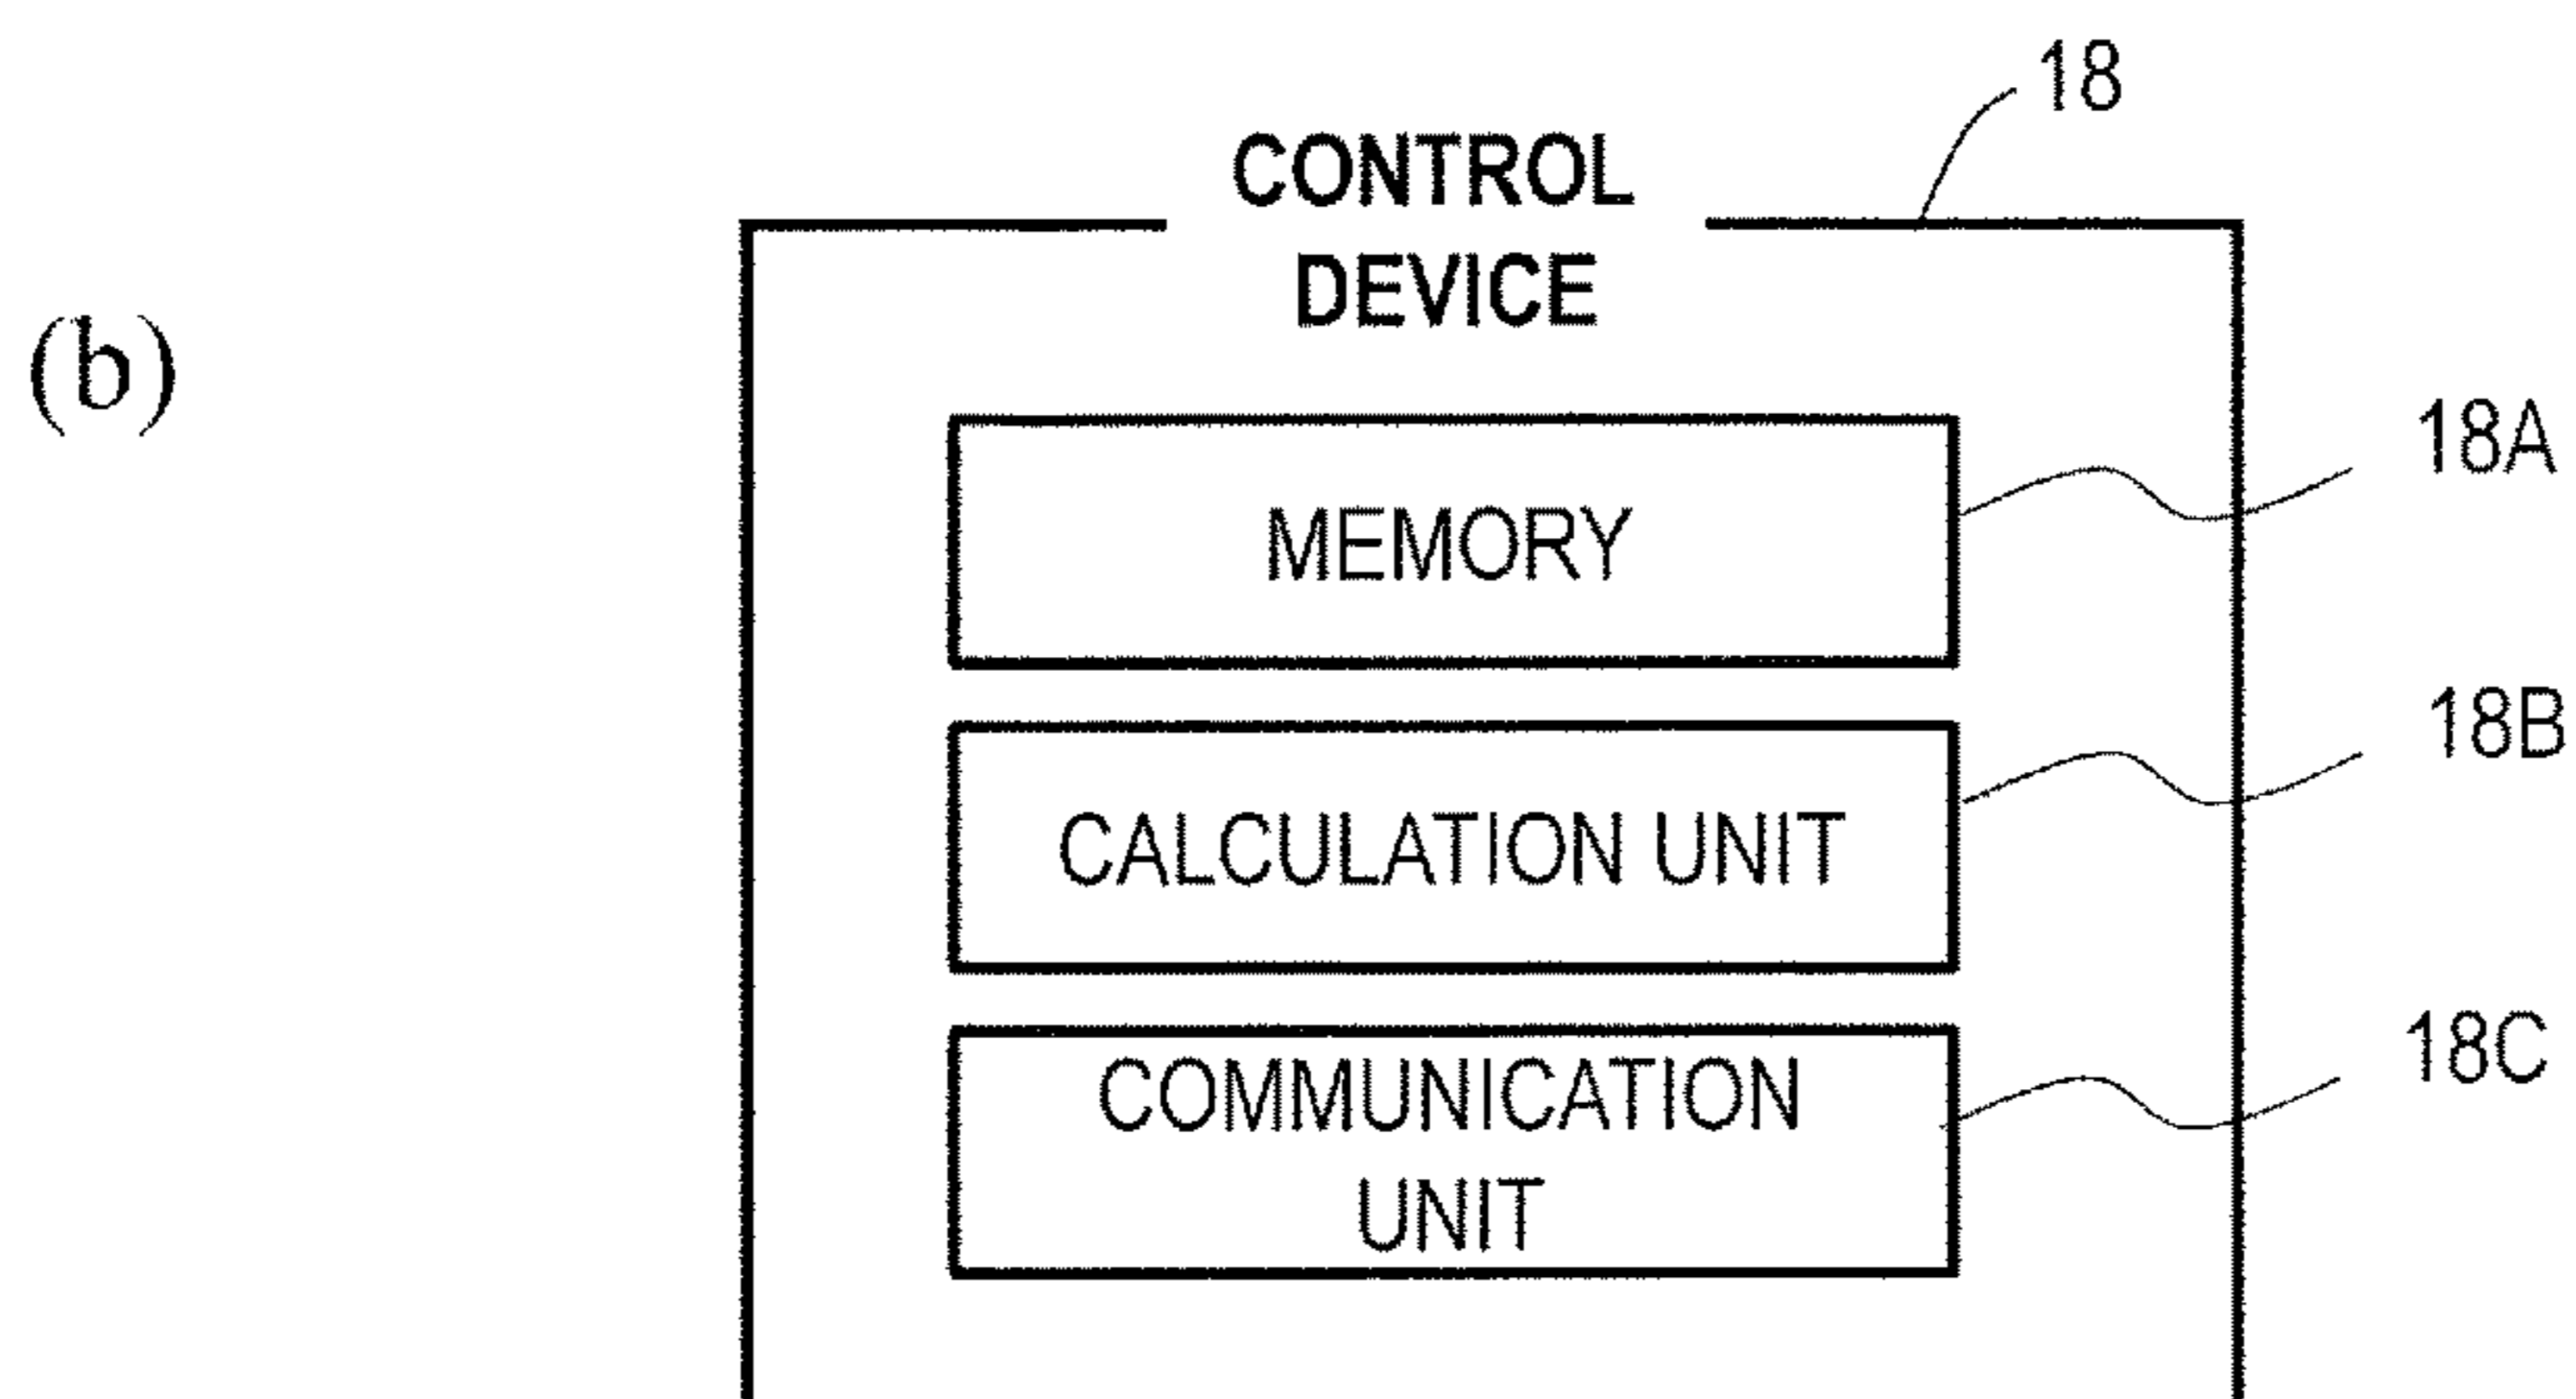 18
CONTROL
DEVICE
(b)
18A
MEMORY
18B
CALCULATION UNIT
18C
COMMUNICATION
UNIT